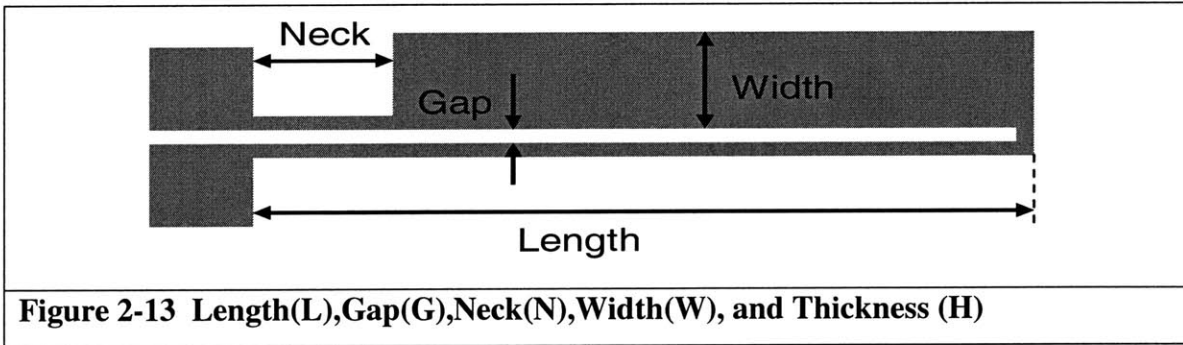 Neck
Gap
Width
Length
Figure 2-13 Length(L),Gap(G),Neck(N),Width(W), and Thickness (H)